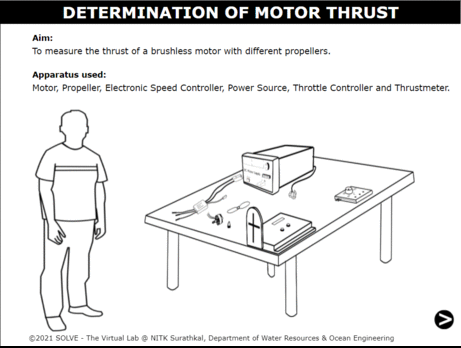 DETERMINATION OF MOTOR THRUST
Aim:
To measure the thrust of a brushless motor with different propellers.
Apparatus used:
Motor, Propeller, Electronic Speed Controller, Power Source, Throttle Controller and Thrustmeter.
©2021 SOLVE - The Virtual Lab @ NITK Surathkal, Department of Water Resources & Ocean Engineering